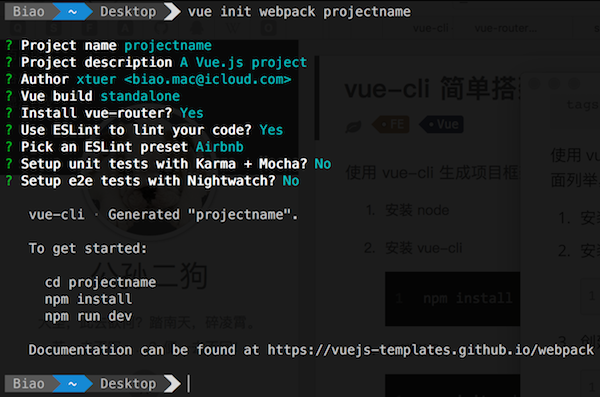 Biao ~ Desktop vue init webpack projectname
vue-cli vue-router...
? Project name projectname
? Project description A Vue.js project
? Author xtuer <biao.mac@icloud.com>
? Vue build standalone
? Install vue-router? Yes
? Use ESLint to lint your code? Yes
? Pick an ESLint preset Airbnb
? Setup unit tests with Karma + Mocha? No
? Setup e2e tests with Nightwatch? No
vue-cli · Generated "projectname".
To get started:
cd projectname
npm install
npm run dev
Documentation can be found at https://vuejs-templates.github.io/webpack
Biao ~ Desktop
vue-cli 简单搭
tags
FE Vue
使用 vue-cli 生成项目框
1. 安装 node
2. 安装 vue-cli
npm install
使用 vu
面列举
1. 安
2. 安
3. 创
公孙二狗